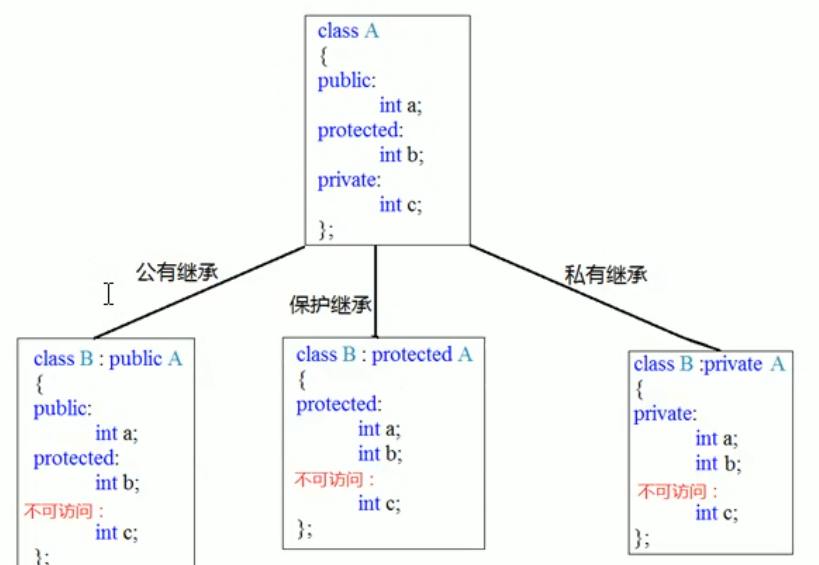 class A
{
public:
int a;
protected:
int b;
private:
int c;
};
公有继承
保护继承
私有继承
class B : public A
{
public:
int a;
protected:
int b;
不可访问：
int c;
};
class B : protected A
{
protected:
int a;
int b;
不可访问：
int c;
};
class B :private A
{
private:
int a;
int b;
不可访问：
int c;
};